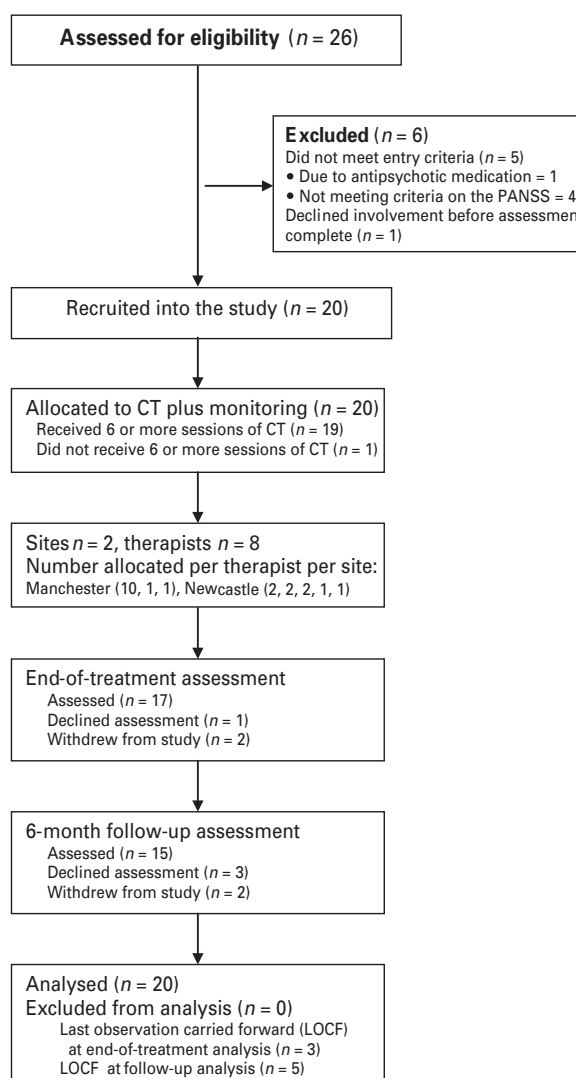 Assessed for eligibility (n = 26)
Excluded (n = 6)
Did not meet entry criteria (n = 5)
• Due to antipsychotic medication = 1
• Not meeting criteria on the PANSS = 4
Declined involvement before assessmen
complete (n = 1)
Recruited into the study (n = 20)
Allocated to CT plus monitoring (n = 20)
Received 6 or more sessions of CT (n = 19)
Did not receive 6 or more sessions of CT (n = 1)
Sites n = 2, therapists n = 8
Number allocated per therapist per site:
Manchester (10, 1, 1), Newcastle (2, 2, 2, 1, 1)
End-of-treatment assessment
Assessed (n = 17)
Declined assessment (n = 1)
Withdrew from study (n = 2)
6-month follow-up assessment
Assessed (n = 15)
Declined assessment (n = 3)
Withdrew from study (n = 2)
Analysed (n = 20)
Excluded from analysis (n = 0)
Last observation carried forward (LOCF)
at end-of-treatment analysis (n = 3)
LOCF at follow-up analysis (n = 5)